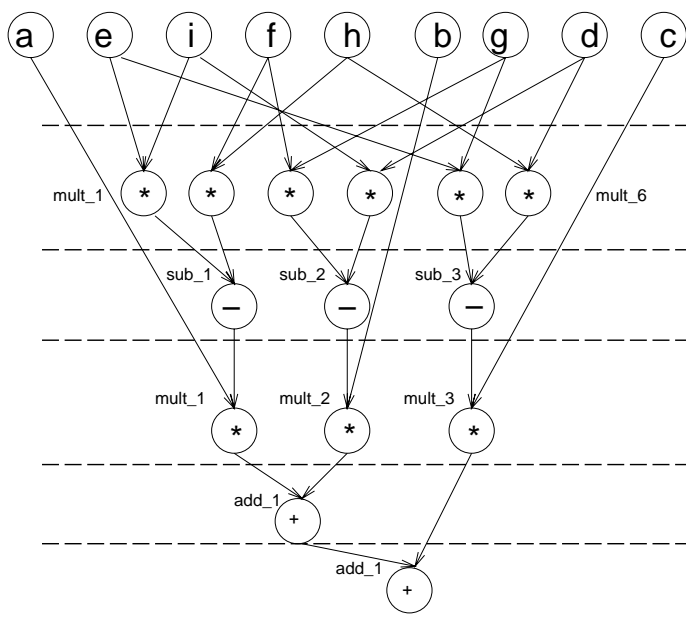 a e i f h b g d c
mult_1 * * * * * * mult_6
sub_1 sub_2 sub_3
− − −
mult_1 mult_2 mult_3
* * *
add_1
+
add_1
+